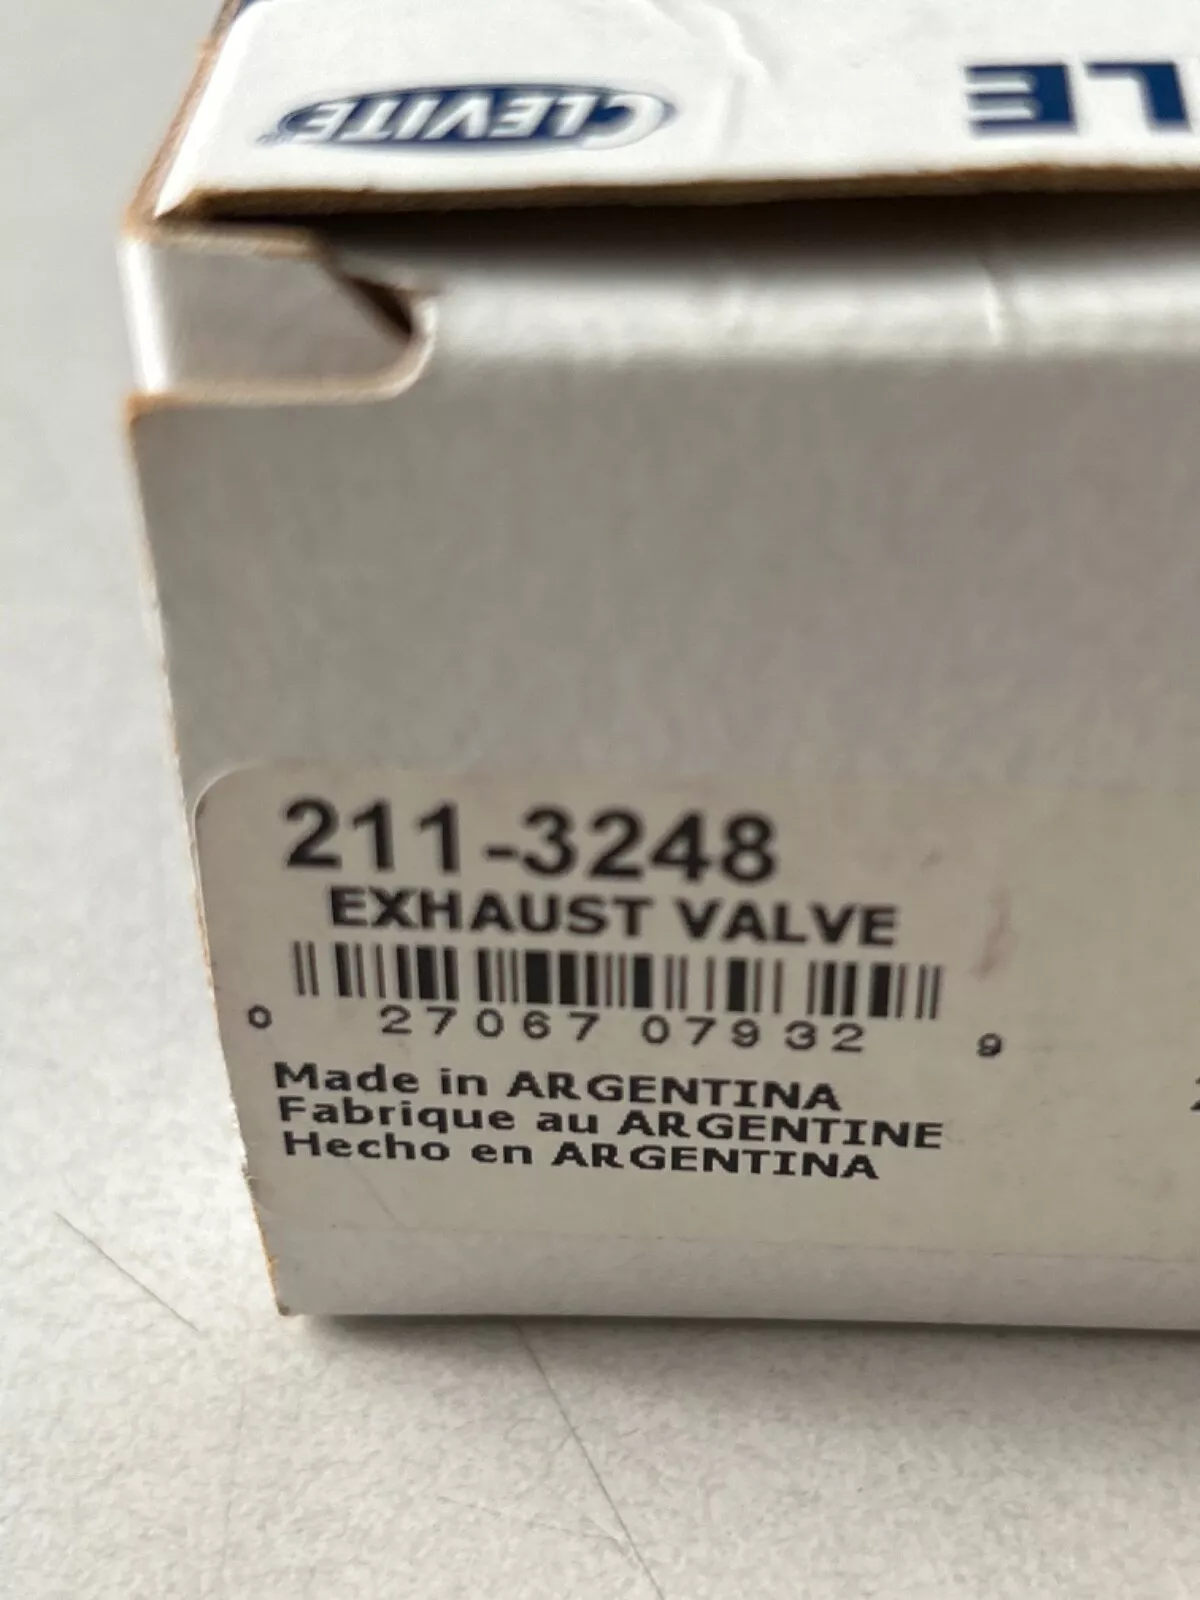 CLEVITE
LE
211-3248
EXHAUST VALVE
0 27067 07932 9
Made in ARGENTINA
Fabrique au ARGENTINE
Hecho en ARGENTINA